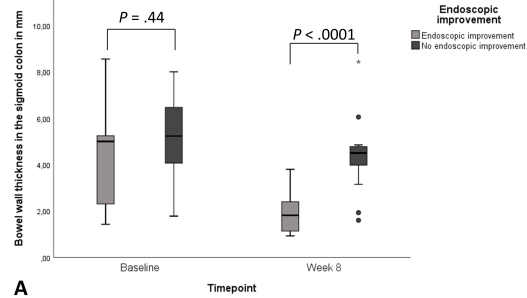 Endoscopic
improvement
Endoscopic improvement
No endoscopic improvement
P = .44
P < .0001
*
Bowel wall thickness in the sigmoid colon in mm
10,00
8,00
6,00
4,00
2,00
,00
Baseline
Week 8
Timepoint
A